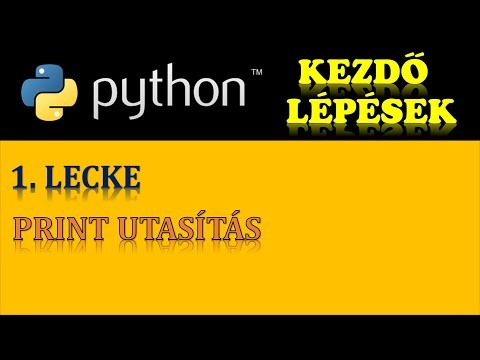 python™
KEZDŐ
LÉPÉSEK
1. LECKE
PRINT UTASÍTÁS